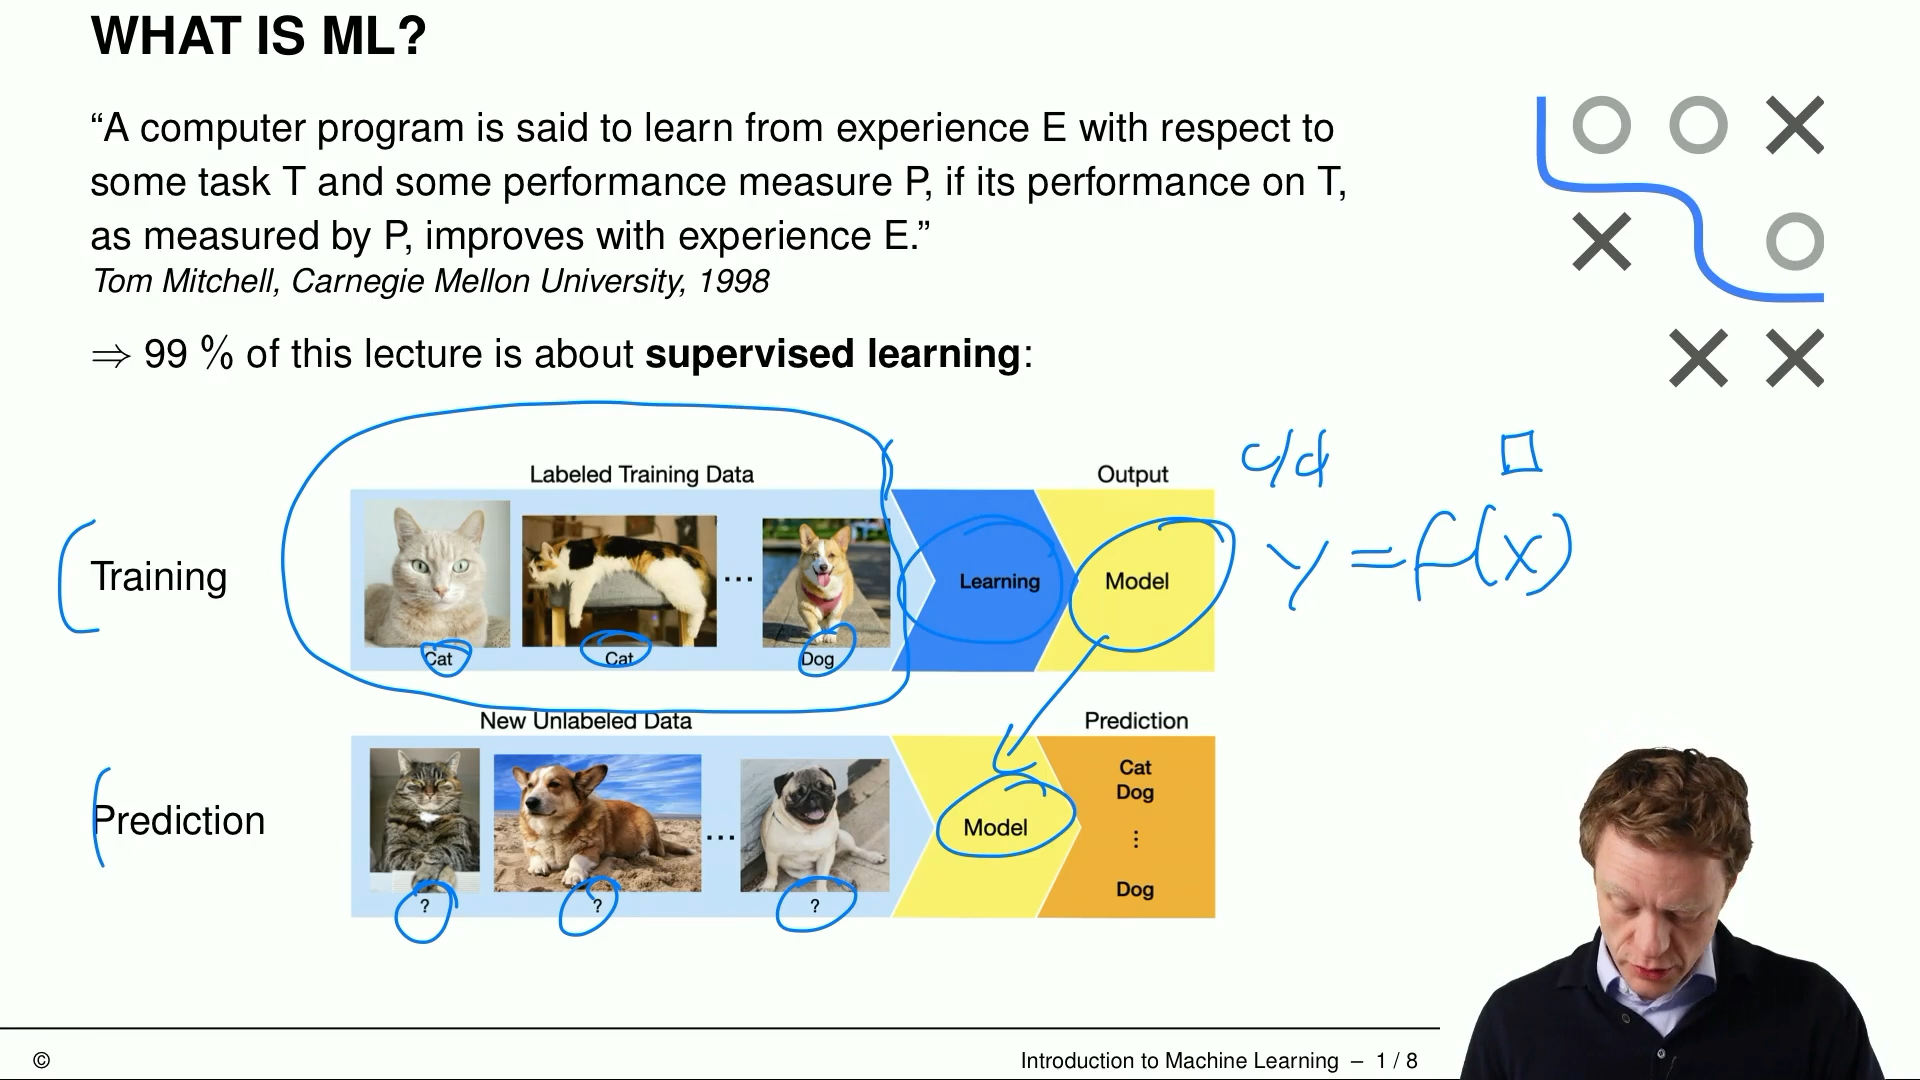 WHAT IS ML?
“A computer program is said to learn from experience E with respect to
some task T and some performance measure P, if its performance on T,
as measured by P, improves with experience E.”
Tom Mitchell, Carnegie Mellon University, 1998
⇒ 99 % of this lecture is about supervised learning:
Labeled Training Data
Output
c/d
Training
Cat
Cat
...
Dog
Learning
Model
y = f(x)
New Unlabeled Data
Prediction
Prediction
?
?
...
?
Model
Cat
Dog
⋮
Dog
©
Introduction to Machine Learning – 1 / 8